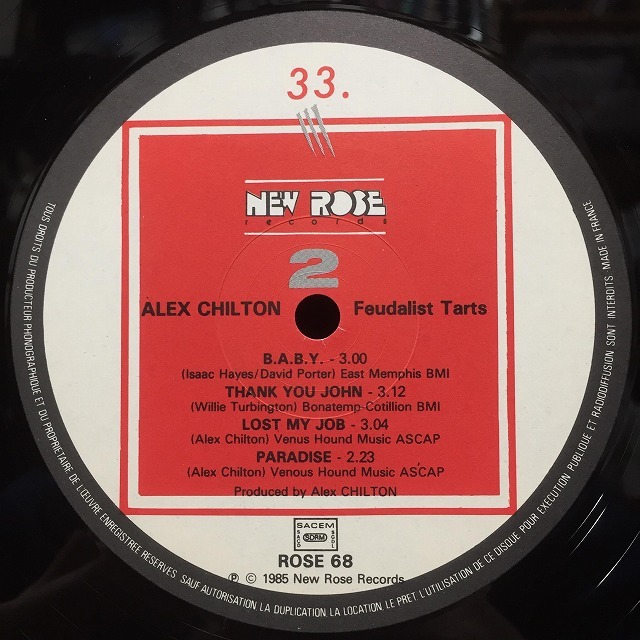 33.
NEW ROSE
records
2
ALEX CHILTON Feudalist Tarts
B.A.B.Y. - 3.00
(Isaac Hayes/David Porter) East Memphis BMI
THANK YOU JOHN - 3.12
(Willie Turbington) Bonatemp-Cotillion BMI
LOST MY JOB - 3.04
(Alex Chilton) Venus Hound Music ASCAP
PARADISE - 2.23
(Alex Chilton) Venous Hound Music ASCAP
Produced by Alex CHILTON
SACEM
SACD SDRM SGDL
ROSE 68
Ⓟ © 1985 New Rose Records
TOUS DROITS DU PRODUCTEUR PHONOGRAPHIQUE ET DU PROPRIETAIRE DE L'ŒUVRE ENREGISTREE RESERVES SAUF AUTORISATION LA DUPLICATION, LA LOCATION, LE PRET, L'UTILISATION DE CE DISQUE POUR EXECUTION PUBLIQUE ET RADIODIFFUSION SONT INTERDITS MADE IN FRANCE